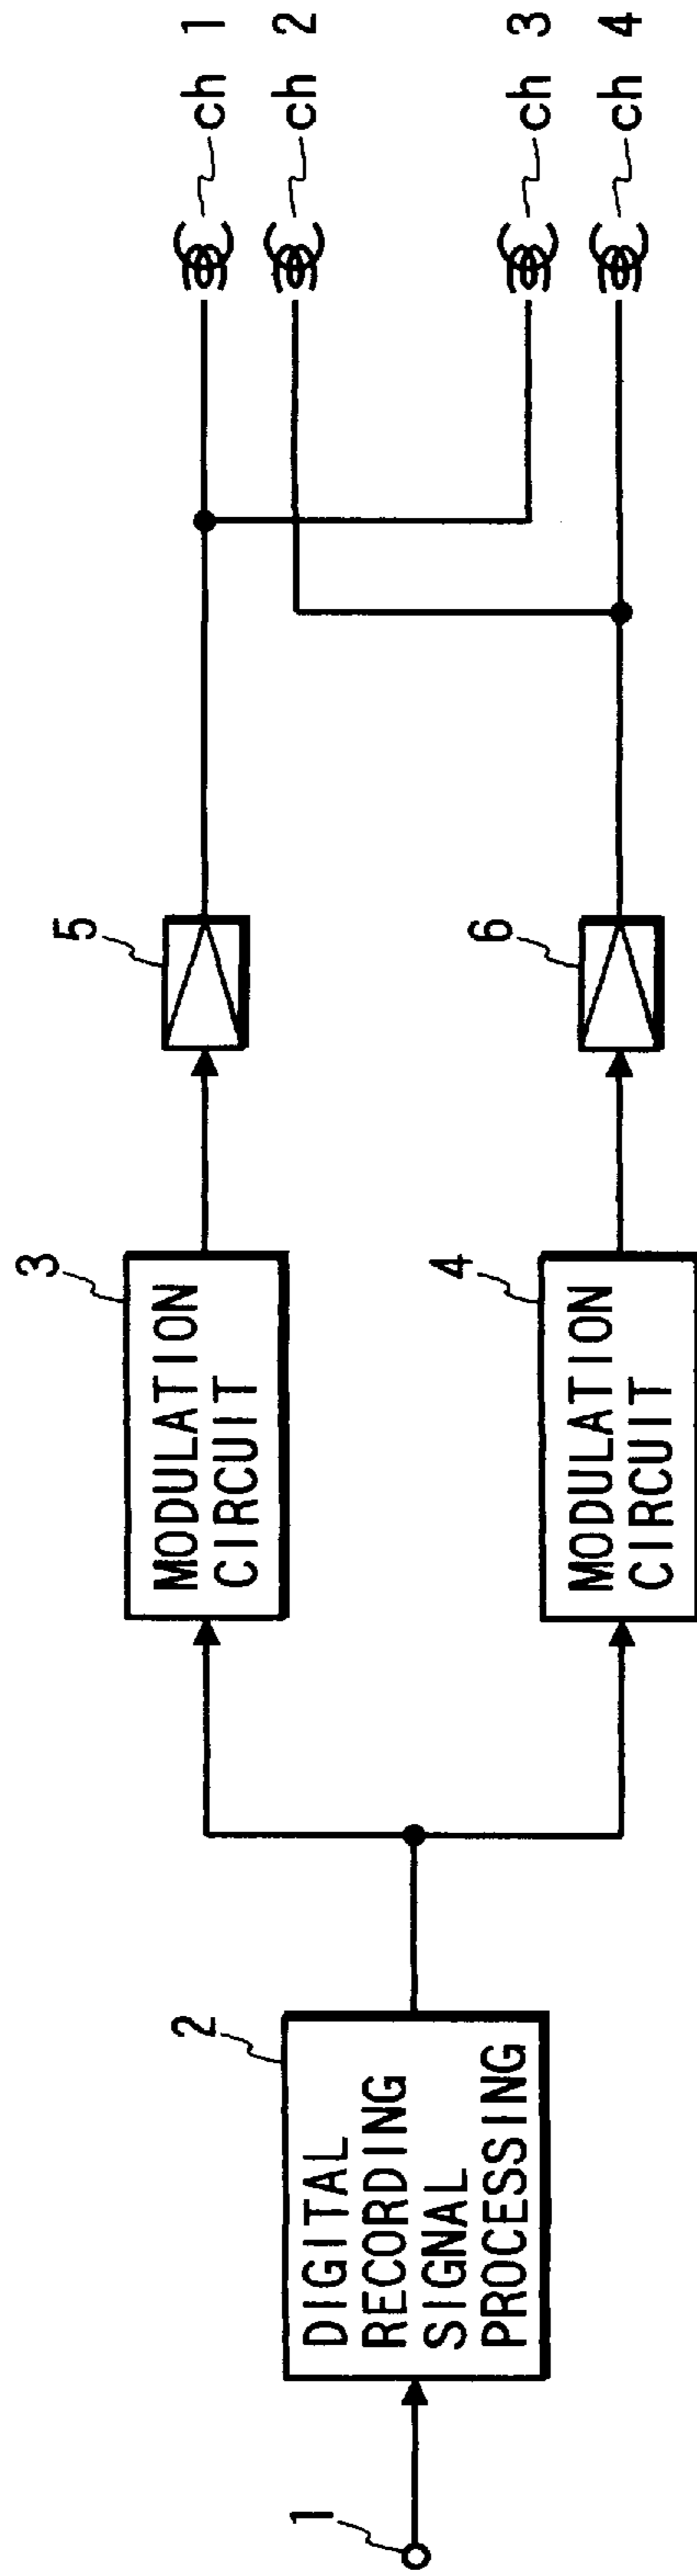 1
2
DIGITAL
RECORDING
SIGNAL
PROCESSING
3
MODULATION
CIRCUIT
4
MODULATION
CIRCUIT
5
6
ch 1
ch 2
ch 3
ch 4